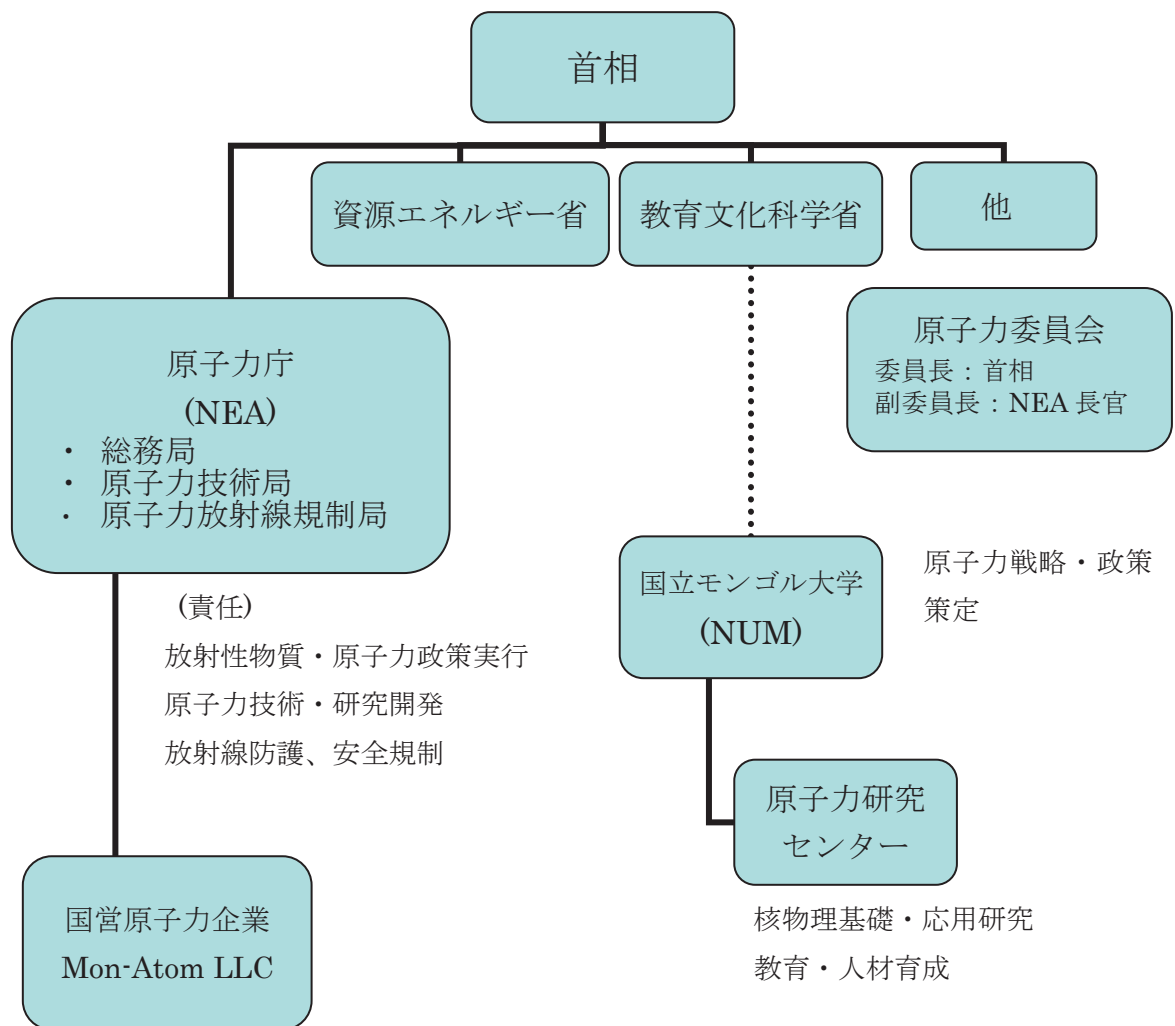 首相
資源エネルギー省
教育文化科学省
他
原子力庁
(NEA)
・ 総務局
・ 原子力技術局
・ 原子力放射線規制局
原子力委員会
委員長：首相
副委員長：NEA 長官
(責任)
放射性物質・原子力政策実行
原子力技術・研究開発
放射線防護、安全規制
国立モンゴル大学
(NUM)
原子力戦略・政策
策定
原子力研究
センター
核物理基礎・応用研究
教育・人材育成
国営原子力企業
Mon-Atom LLC